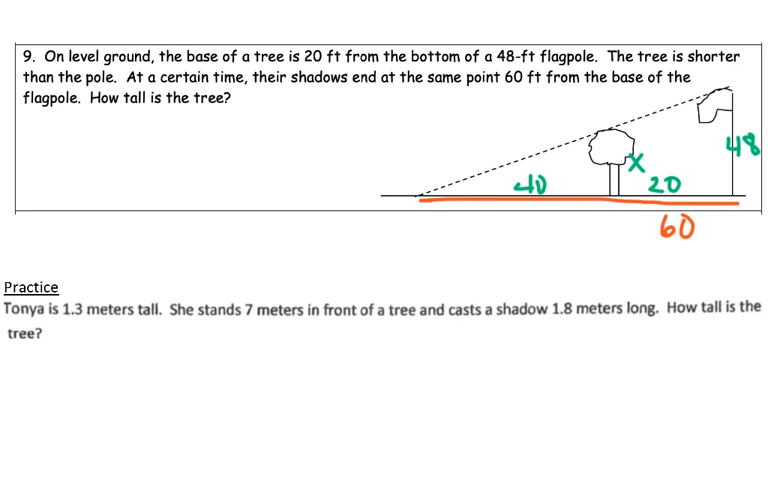 9. On level ground, the base of a tree is 20 ft from the bottom of a 48-ft flagpole. The tree is shorter
than the pole. At a certain time, their shadows end at the same point 60 ft from the base of the
flagpole. How tall is the tree?
48
x
40
20
60
Practice
Tonya is 1.3 meters tall. She stands 7 meters in front of a tree and casts a shadow 1.8 meters long. How tall is the
tree?